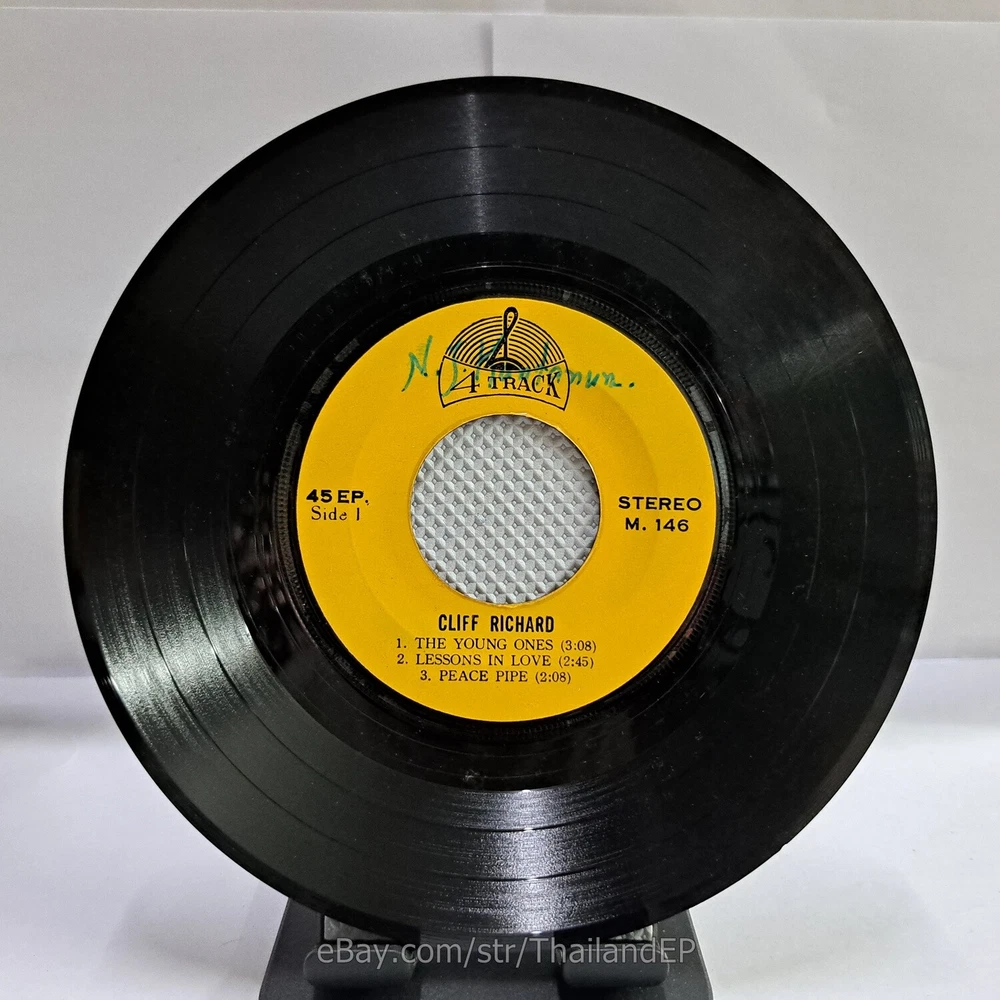 N. J.
4 TRACK
45 EP.
Side 1
STEREO
M. 146
CLIFF RICHARD
1. THE YOUNG ONES (3:08)
2. LESSONS IN LOVE (2:45)
3. PEACE PIPE (2:08)
eBay.com/str/ThailandEP